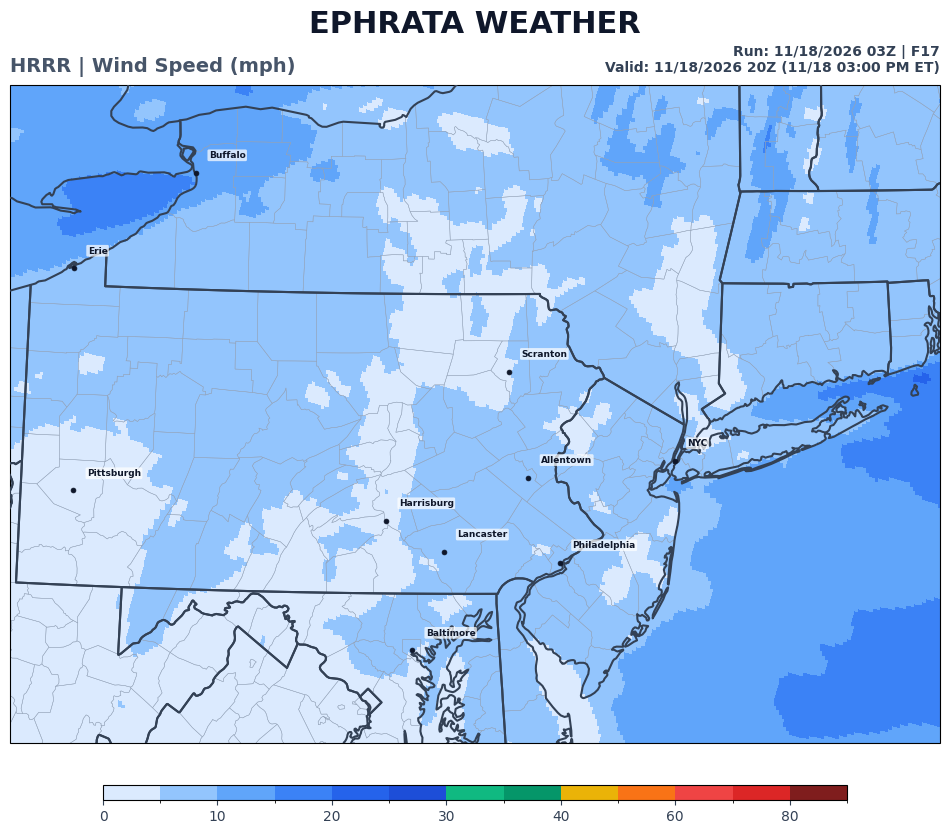 EPHRATA WEATHER
HRRR | Wind Speed (mph)
Run: 11/18/2026 03Z | F17
Valid: 11/18/2026 20Z (11/18 03:00 PM ET)
Buffalo
Erie
Scranton
NYC
Allentown
Pittsburgh
Harrisburg
Lancaster
Philadelphia
Baltimore
0 10 20 30 40 60 80